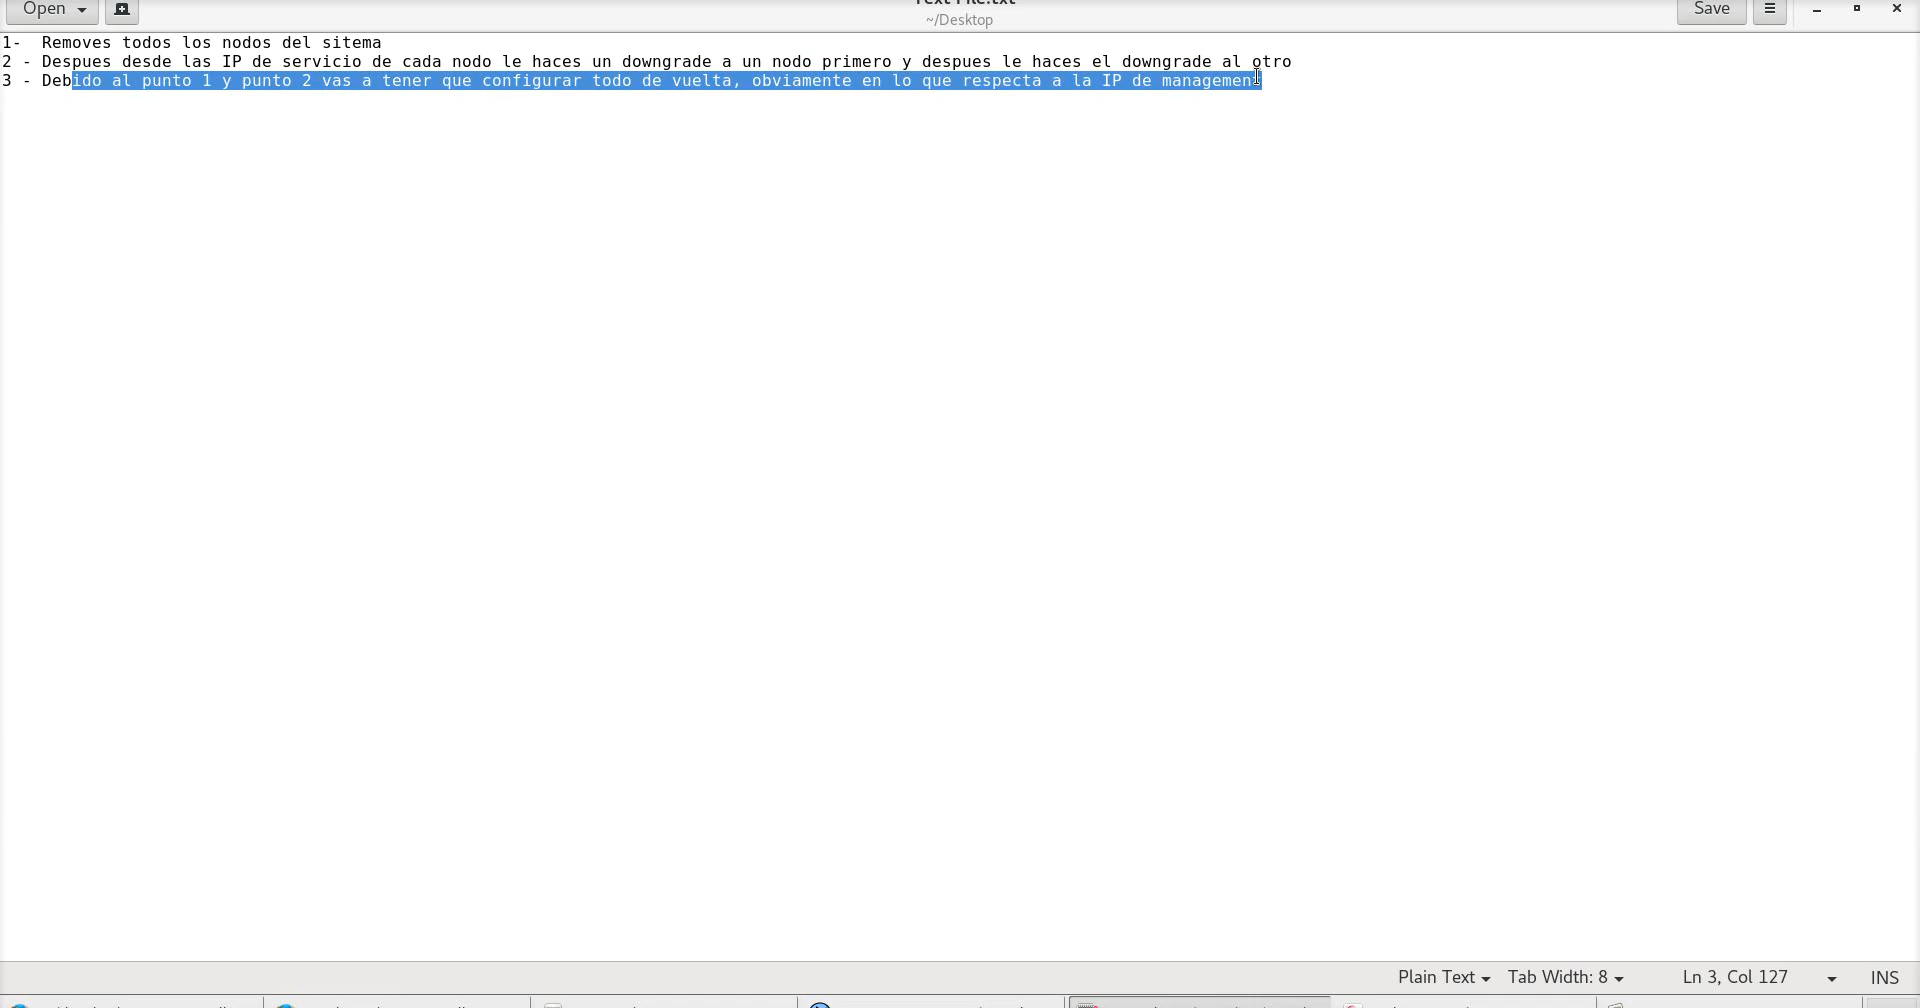 Open
~/Desktop
Save
1-  Removes todos los nodos del sitema
2 - Despues desde las IP de servicio de cada nodo le haces un downgrade a un nodo primero y despues le haces el downgrade al otro
3 - Debido al punto 1 y punto 2 vas a tener que configurar todo de vuelta, obviamente en lo que respecta a la IP de management
Plain Text
Tab Width: 8
Ln 3, Col 127
INS